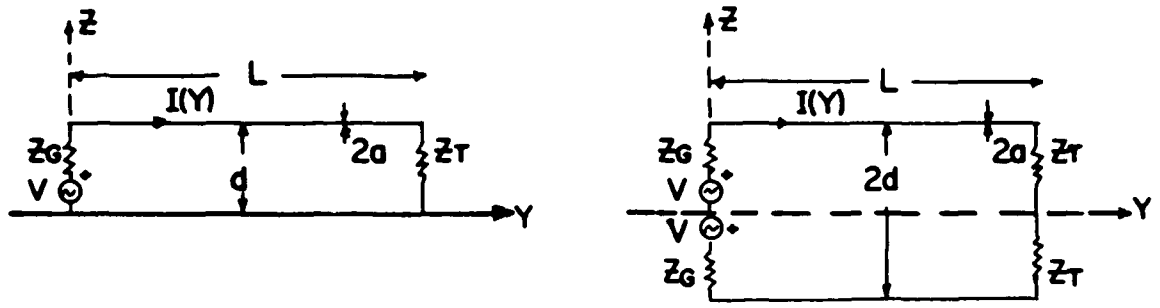 Z
L
I(Y)
ZG
2a
ZT
V
+
d
Y
Z
L
I(Y)
ZG
2a
ZT
V
+
2d
Y
V
+
ZG
ZT